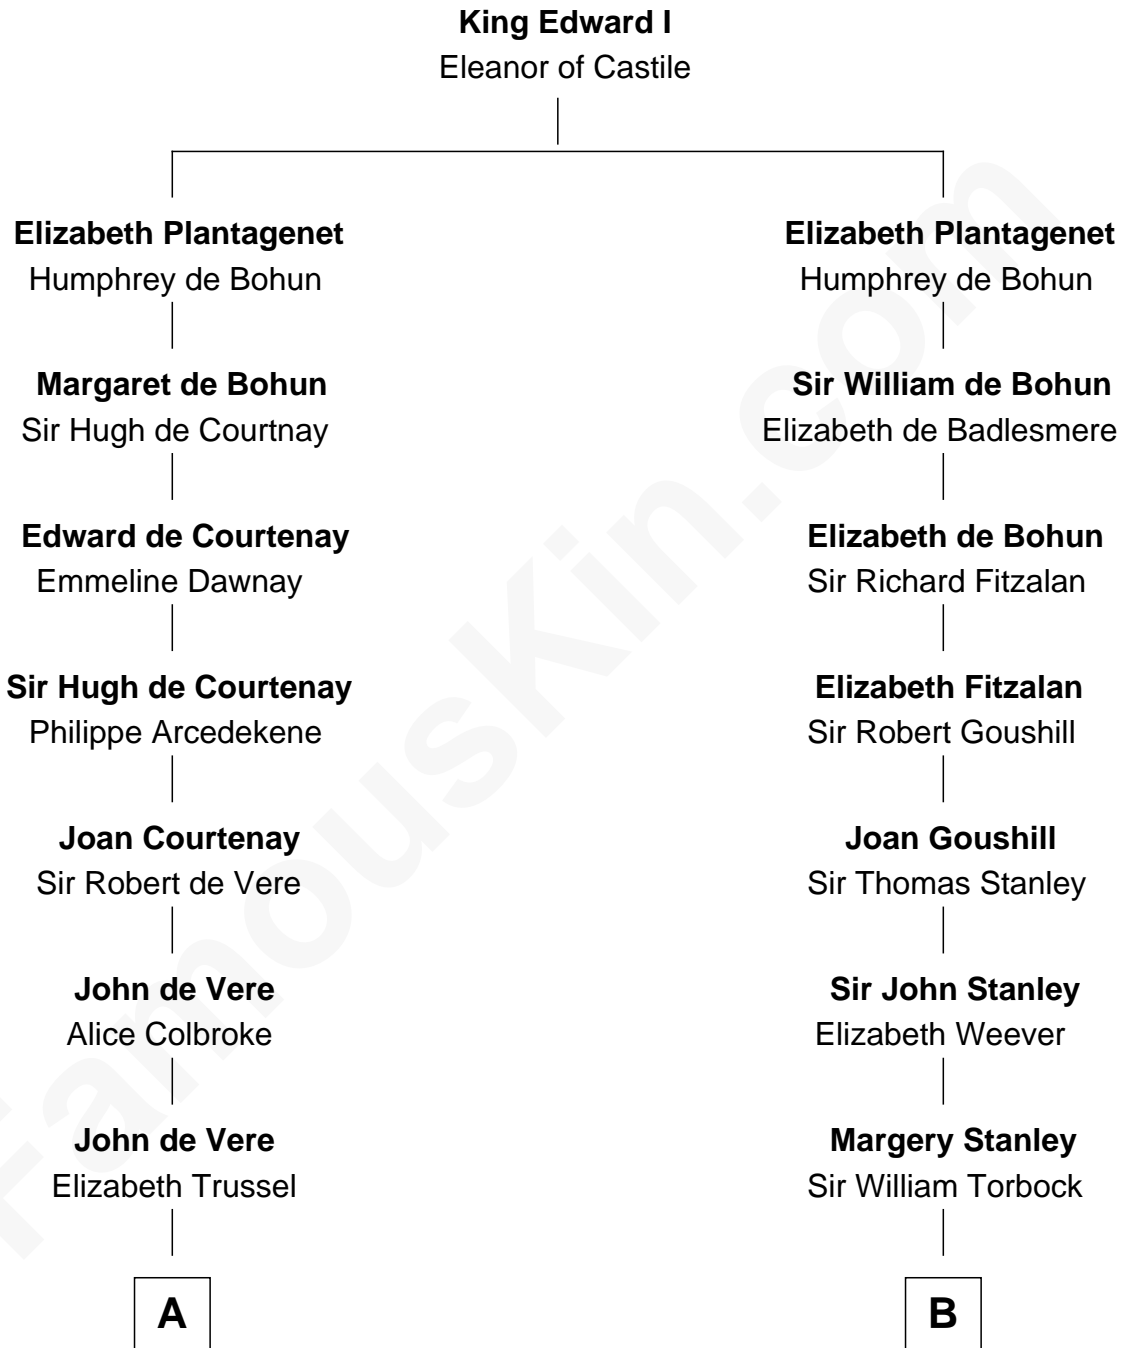 King Edward I
Eleanor of Castile
Elizabeth Plantagenet
Humphrey de Bohun
Elizabeth Plantagenet
Humphrey de Bohun
Margaret de Bohun
Sir Hugh de Courtnay
Sir William de Bohun
Elizabeth de Badlesmere
Edward de Courtenay
Emmeline Dawnay
Elizabeth de Bohun
Sir Richard Fitzalan
Sir Hugh de Courtenay
Philippe Arcedekene
Elizabeth Fitzalan
Sir Robert Goushill
Joan Courtenay
Sir Robert de Vere
Joan Goushill
Sir Thomas Stanley
John de Vere
Alice Colbroke
Sir John Stanley
Elizabeth Weever
John de Vere
Elizabeth Trussel
Margery Stanley
Sir William Torbock
A
B
FamousKin.com